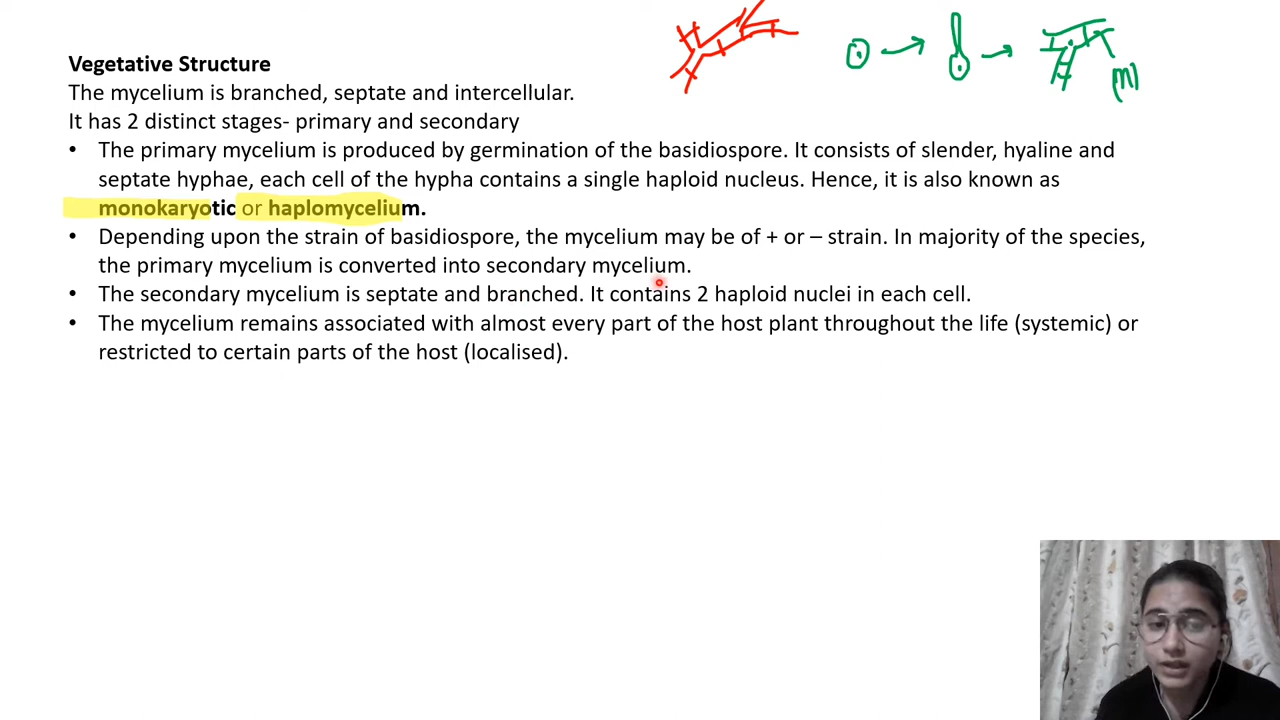 Vegetative Structure
The mycelium is branched, septate and intercellular.
It has 2 distinct stages- primary and secondary
• The primary mycelium is produced by germination of the basidiospore. It consists of slender, hyaline and
septate hyphae, each cell of the hypha contains a single haploid nucleus. Hence, it is also known as
monokaryotic or haplomycelium.
• Depending upon the strain of basidiospore, the mycelium may be of + or – strain. In majority of the species,
the primary mycelium is converted into secondary mycelium.
• The secondary mycelium is septate and branched. It contains 2 haploid nuclei in each cell.
• The mycelium remains associated with almost every part of the host plant throughout the life (systemic) or
restricted to certain parts of the host (localised).